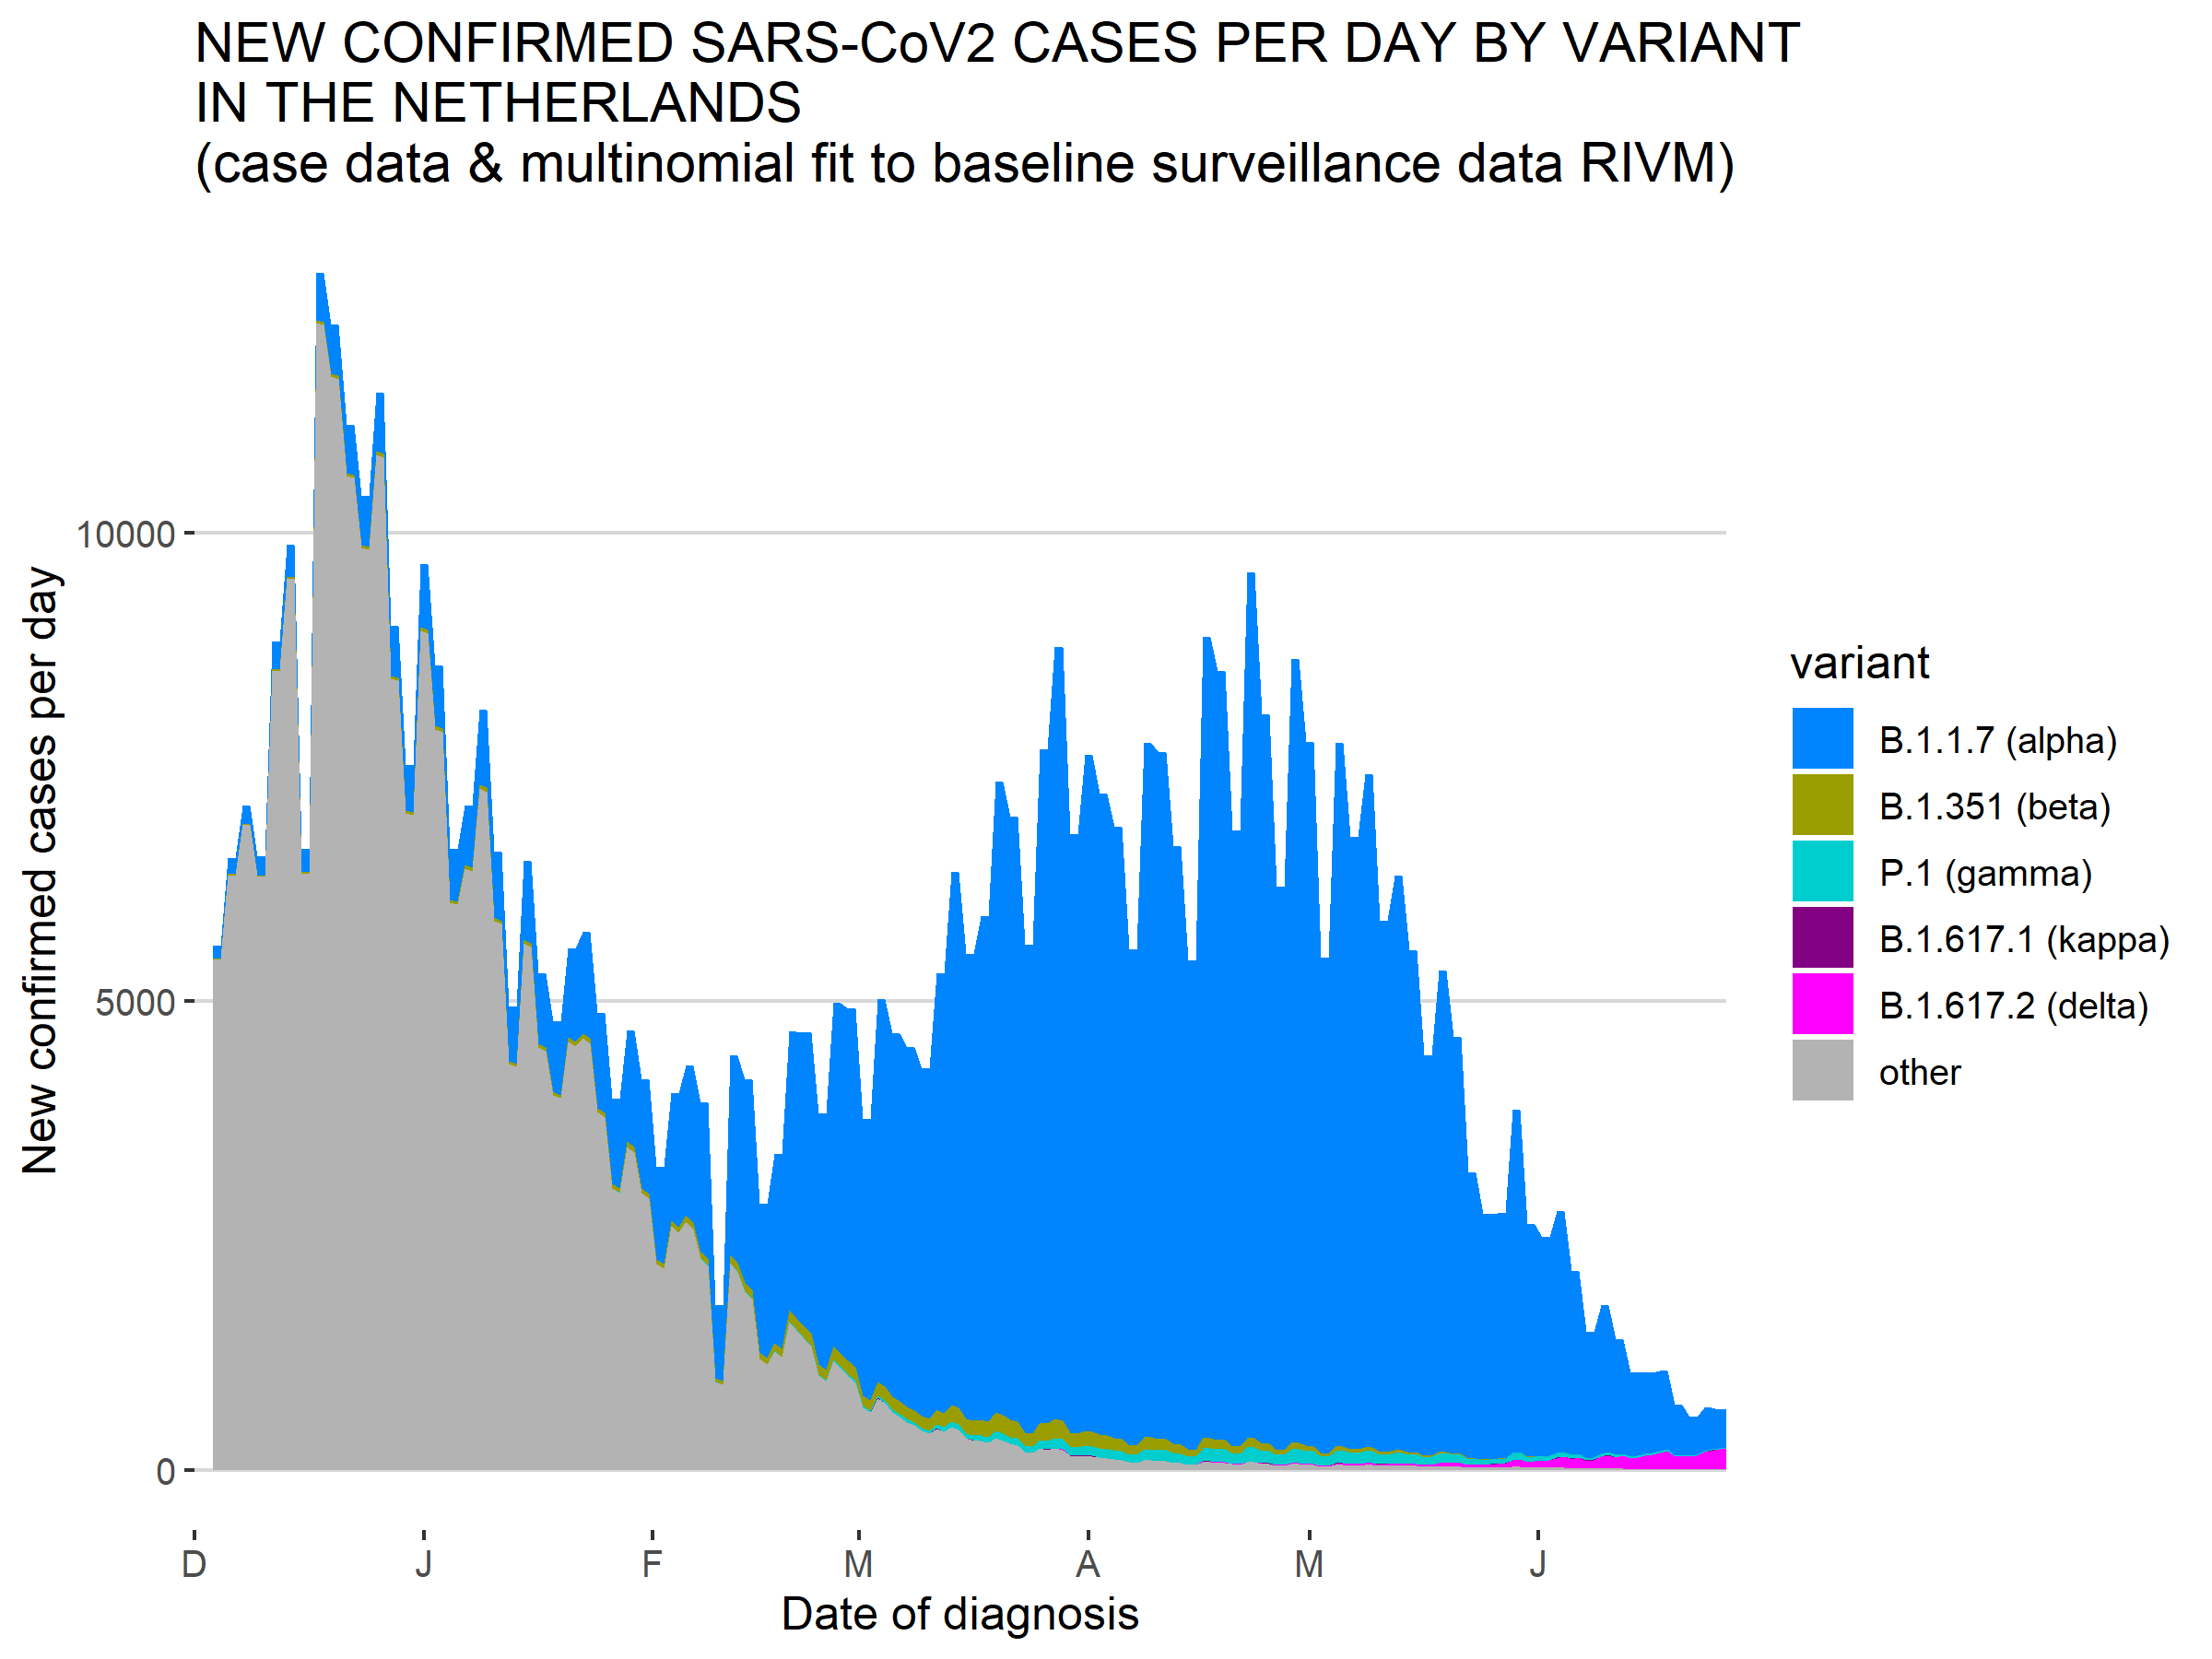 NEW CONFIRMED SARS-CoV2 CASES PER DAY BY VARIANT
IN THE NETHERLANDS
(case data & multinomial fit to baseline surveillance data RIVM)
New confirmed cases per day
10000
5000
0
D J F M A M J
Date of diagnosis
variant
B.1.1.7 (alpha)
B.1.351 (beta)
P.1 (gamma)
B.1.617.1 (kappa)
B.1.617.2 (delta)
other